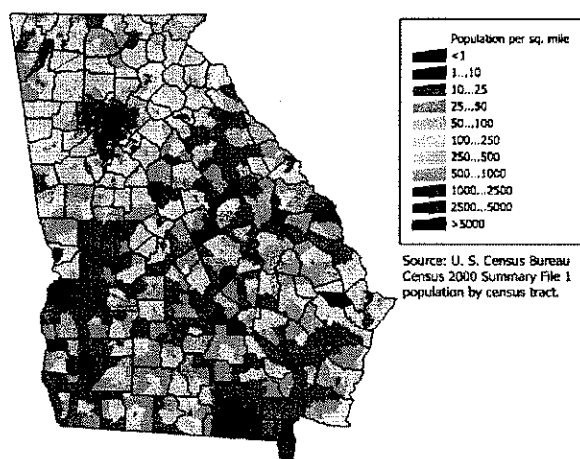 Population per sq. mile
<1
1...10
10...25
25...50
50...100
100...250
250...500
500...1000
1000...2500
2500...5000
>5000
Source: U. S. Census Bureau
Census 2000 Summary File 1
population by census tract.